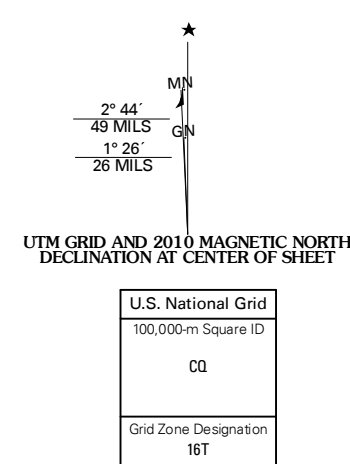 ★
MN
2° 44´
49 MILS
GN
1° 26´
26 MILS
UTM GRID AND 2010 MAGNETIC NORTH
DECLINATION AT CENTER OF SHEET
U.S. National Grid
100,000-m Square ID
CQ
Grid Zone Designation
16T